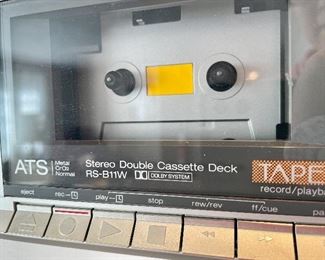 ATS Metal
CrO₂
Normal
Stereo Double Cassette Deck
RS-B11W DOLBY SYSTEM
TAPE
record/playba
eject rec play stop rew/rev ff/cue pa